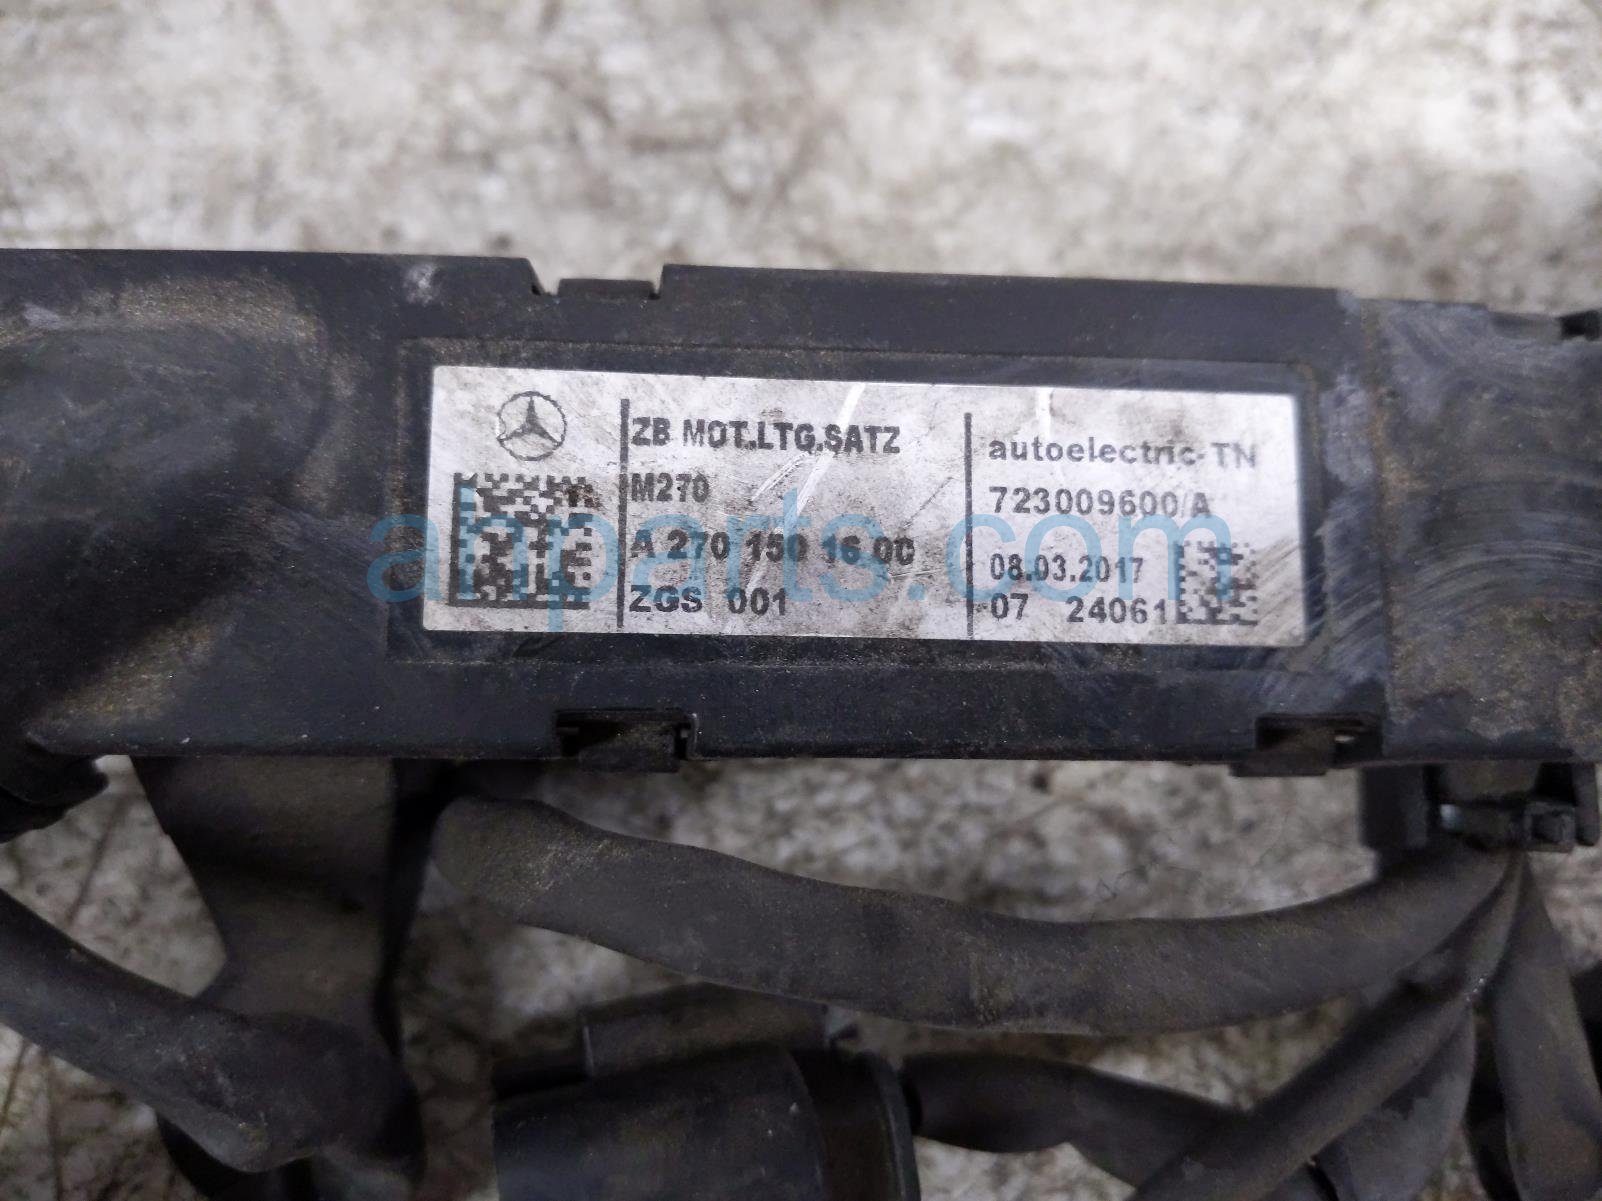 ZB MOT.LTG.SATZ
M270
A 270 150 16 00
ZGS 001
autoelectric-TN
723009600/A
08.03.2017
07 24061
ahparts.com